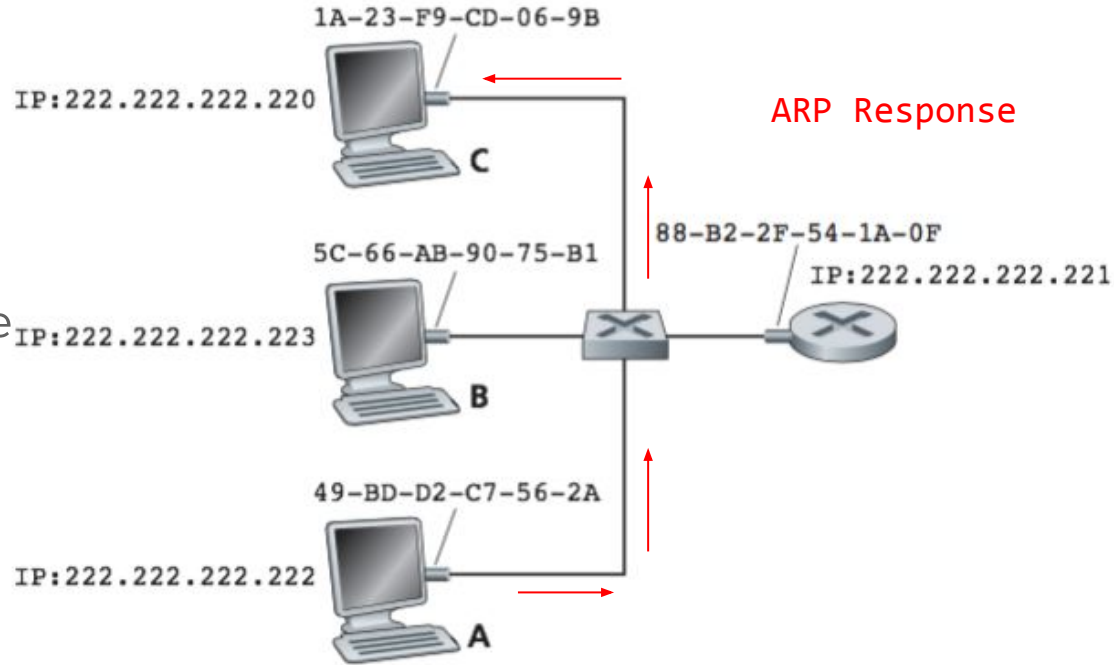 1A-23-F9-CD-06-9B
IP:222.222.222.220
ARP Response
C
88-B2-2F-54-1A-0F
5C-66-AB-90-75-B1
IP:222.222.222.221
e
IP:222.222.222.223
B
49-BD-D2-C7-56-2A
IP:222.222.222.222
A